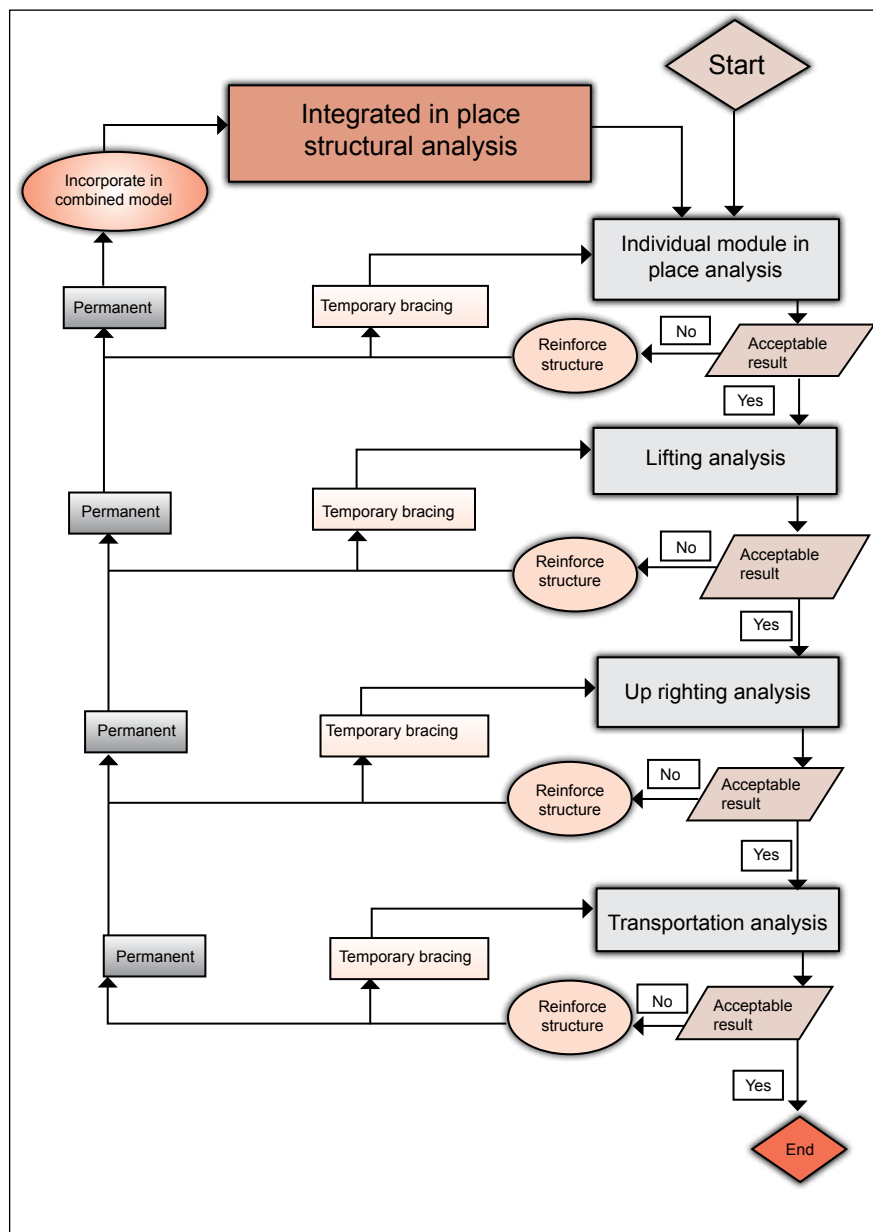 Start
Integrated in place
structural analysis
Incorporate in
combined model
Individual module in
place analysis
Permanent
Temporary bracing
Reinforce
structure
No
Acceptable
result
Yes
Lifting analysis
Permanent
Temporary bracing
Reinforce
structure
No
Acceptable
result
Yes
Up righting analysis
Permanent
Temporary bracing
Reinforce
structure
No
Acceptable
result
Yes
Transportation analysis
Permanent
Temporary bracing
Reinforce
structure
No
Acceptable
result
Yes
End